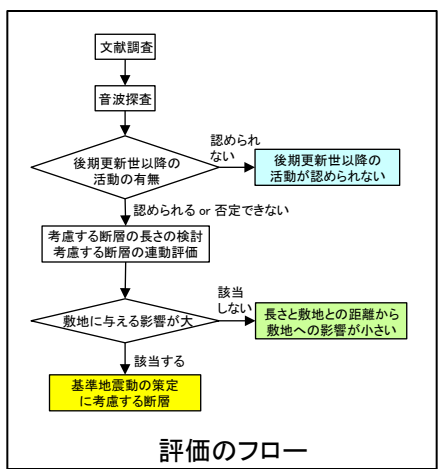 文献調査
音波探査
後期更新世以降の
活動の有無
認められ
ない
後期更新世以降の
活動が認められない
認められる or 否定できない
考慮する断層の長さの検討
考慮する断層の連動評価
敷地に与える影響が大
該当
しない
長さと敷地との距離から
敷地への影響が小さい
該当する
基準地震動の策定
に考慮する断層
評価のフロー